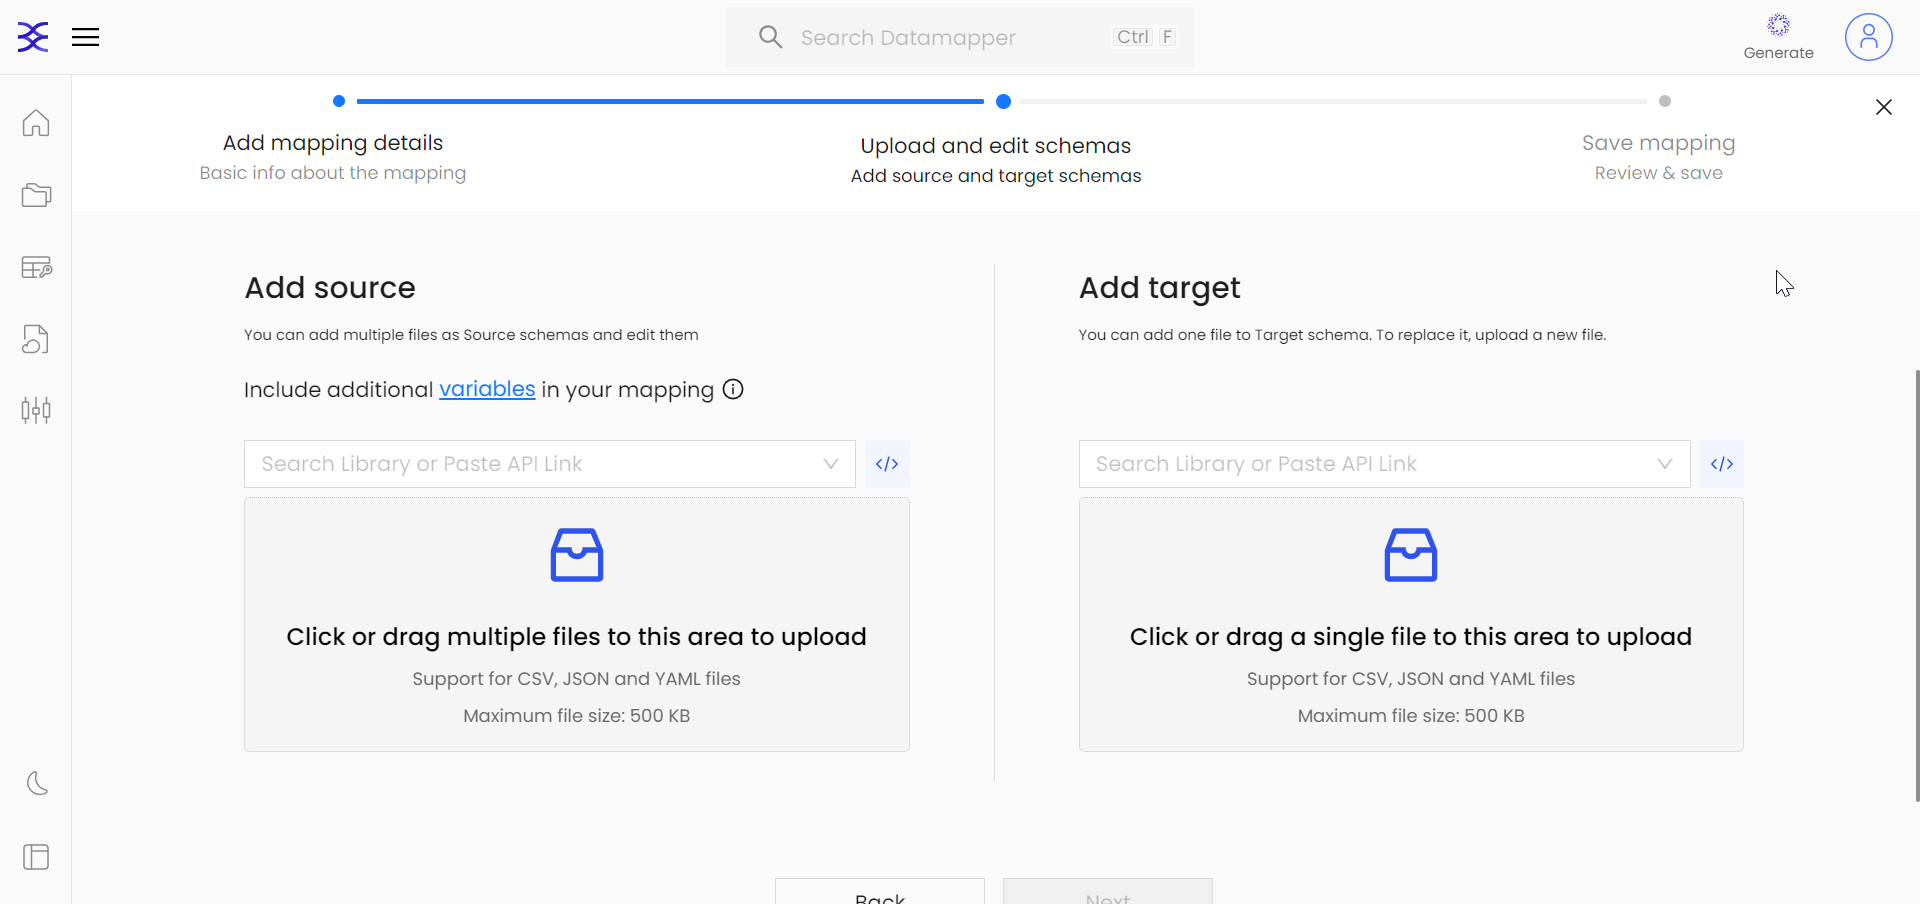 Search Datamapper Ctrl F
Generate
Add mapping details
Basic info about the mapping
Upload and edit schemas
Add source and target schemas
Save mapping
Review & save
Add source
You can add multiple files as Source schemas and edit them
Include additional variables in your mapping
Search Library or Paste API Link
</>
Click or drag multiple files to this area to upload
Support for CSV, JSON and YAML files
Maximum file size: 500 KB
Add target
You can add one file to Target schema. To replace it, upload a new file.
Search Library or Paste API Link
</>
Click or drag a single file to this area to upload
Support for CSV, JSON and YAML files
Maximum file size: 500 KB
Back
Next